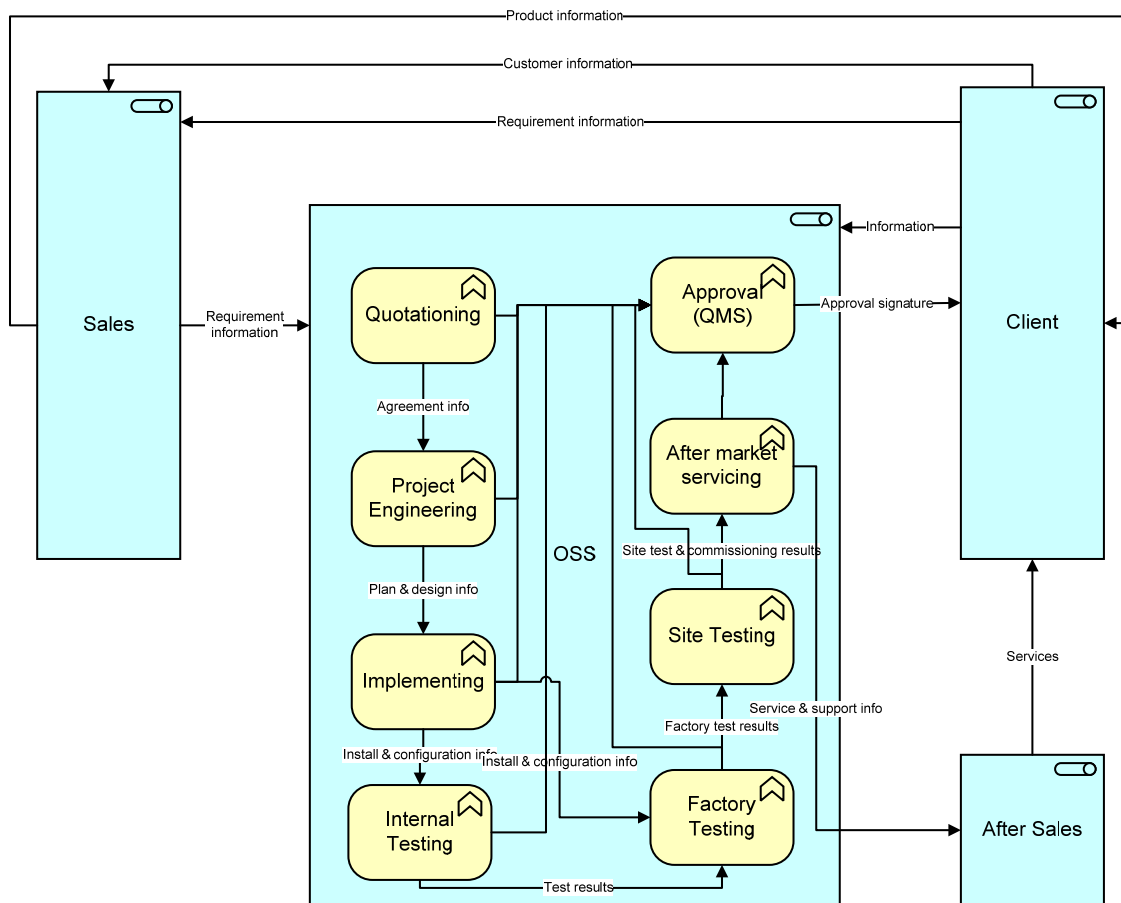 Product information
Customer information
Requirement information
Information
Sales
Requirement
information
Client
Quotationing
Approval
(QMS)
Approval signature
Agreement info
Project
Engineering
After market
servicing
OSS
Site test & commissioning results
Plan & design info
Implementing
Site Testing
Services
Service & support info
Factory test results
Install & configuration info
Install & configuration info
Internal
Testing
Factory
Testing
After Sales
Test results